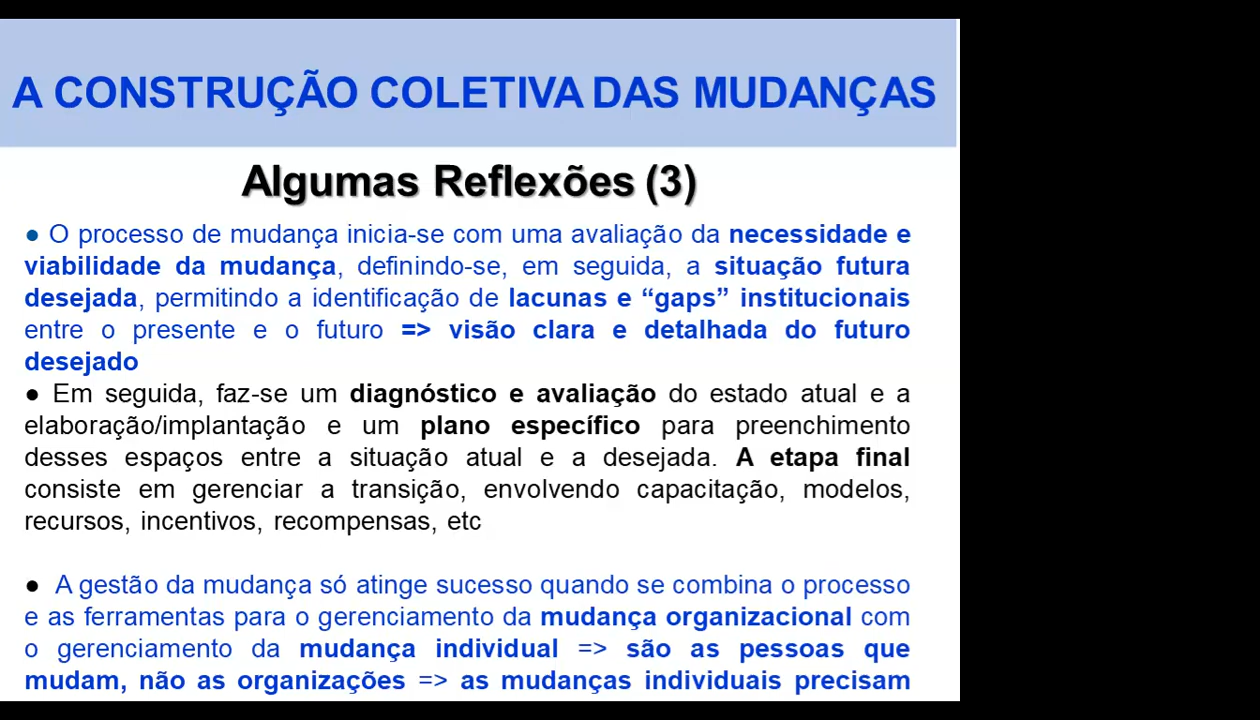 A CONSTRUÇÃO COLETIVA DAS MUDANÇAS
Algumas Reflexões (3)
● O processo de mudança inicia-se com uma avaliação da necessidade e
viabilidade da mudança, definindo-se, em seguida, a situação futura
desejada, permitindo a identificação de lacunas e “gaps” institucionais
entre o presente e o futuro => visão clara e detalhada do futuro
desejado
● Em seguida, faz-se um diagnóstico e avaliação do estado atual e a
elaboração/implantação e um plano específico para preenchimento
desses espaços entre a situação atual e a desejada. A etapa final
consiste em gerenciar a transição, envolvendo capacitação, modelos,
recursos, incentivos, recompensas, etc
● A gestão da mudança só atinge sucesso quando se combina o processo
e as ferramentas para o gerenciamento da mudança organizacional com
o gerenciamento da mudança individual => são as pessoas que
mudam, não as organizações => as mudanças individuais precisam